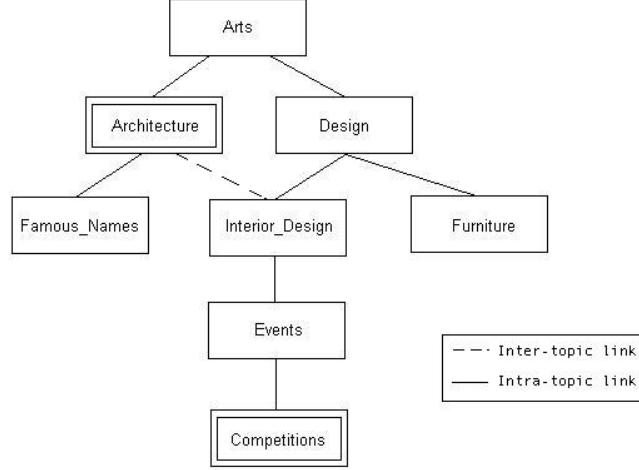 Arts
Architecture
Design
Famous_Names
Interior_Design
Furniture
Events
Inter-topic link
Intra-topic link
Competitions